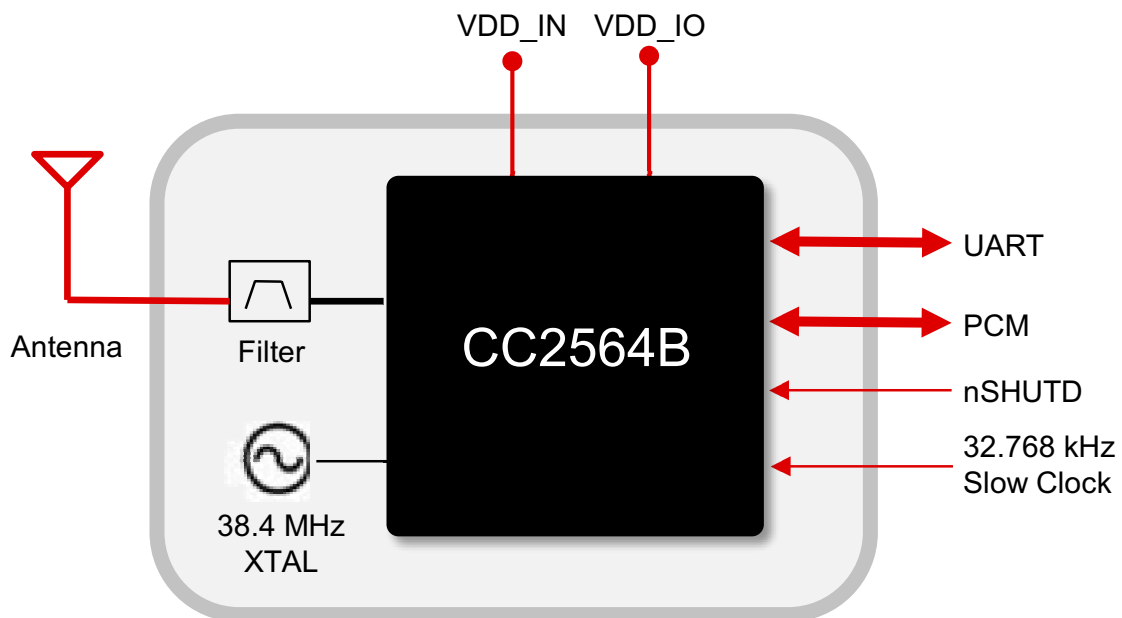 VDD_IN VDD_IO
UART
CC2564B
PCM
Antenna
Filter
nSHUTD
32.768 kHz
Slow Clock
38.4 MHz
XTAL